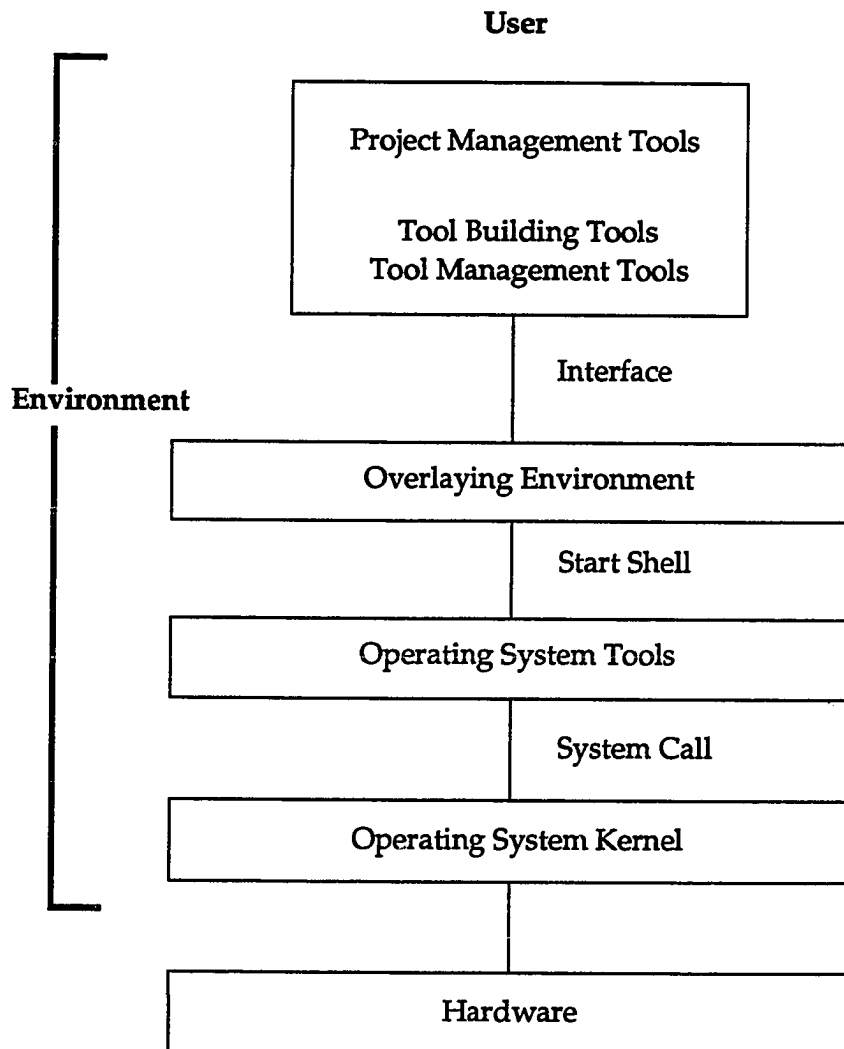 User
Project Management Tools
Tool Building Tools
Tool Management Tools
Interface
Environment
Overlaying Environment
Start Shell
Operating System Tools
System Call
Operating System Kernel
Hardware